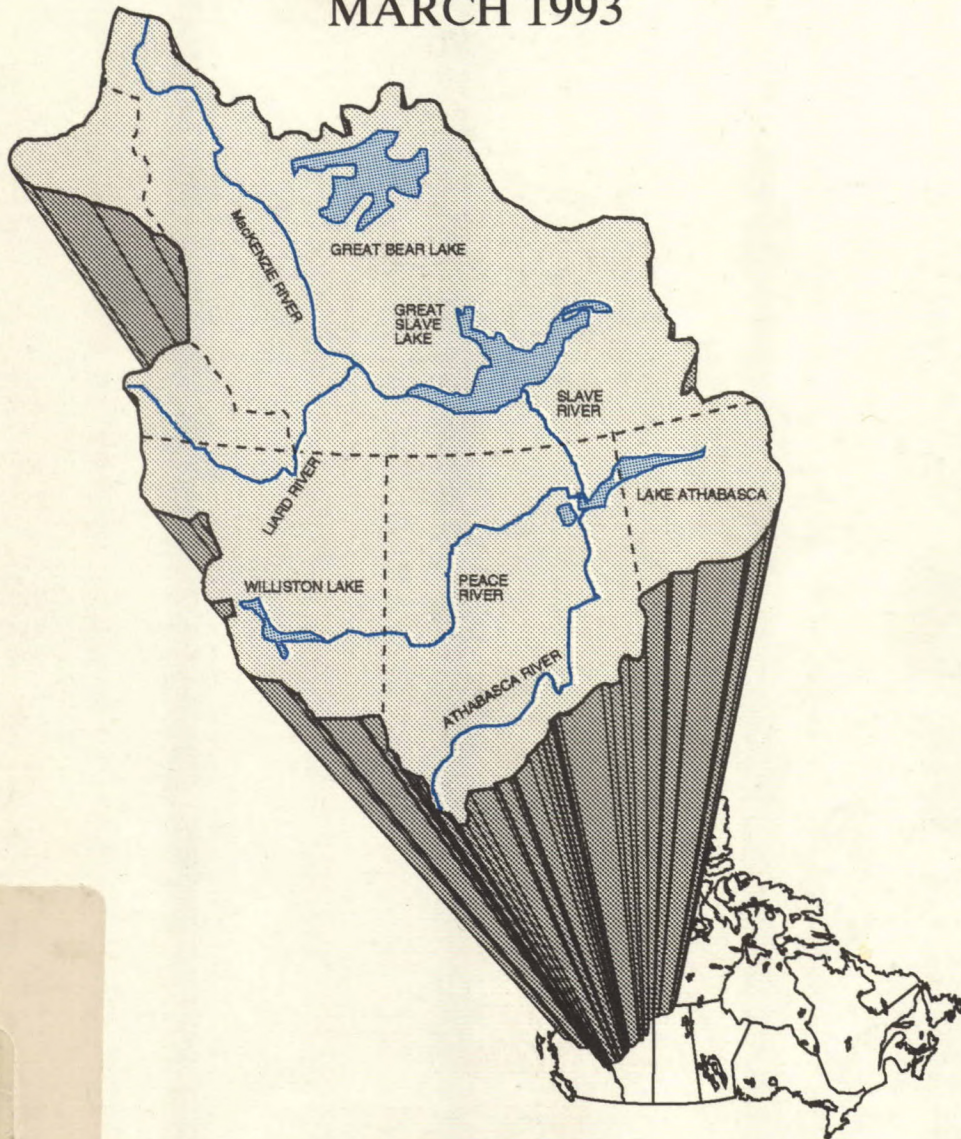 MARCH 1993
MacKENZIE RIVER
GREAT BEAR LAKE
GREAT
SLAVE
LAKE
SLAVE
RIVER
LIARD RIVER
LAKE ATHABASCA
WILLISTON LAKE
PEACE
RIVER
ATHABASCA RIVER